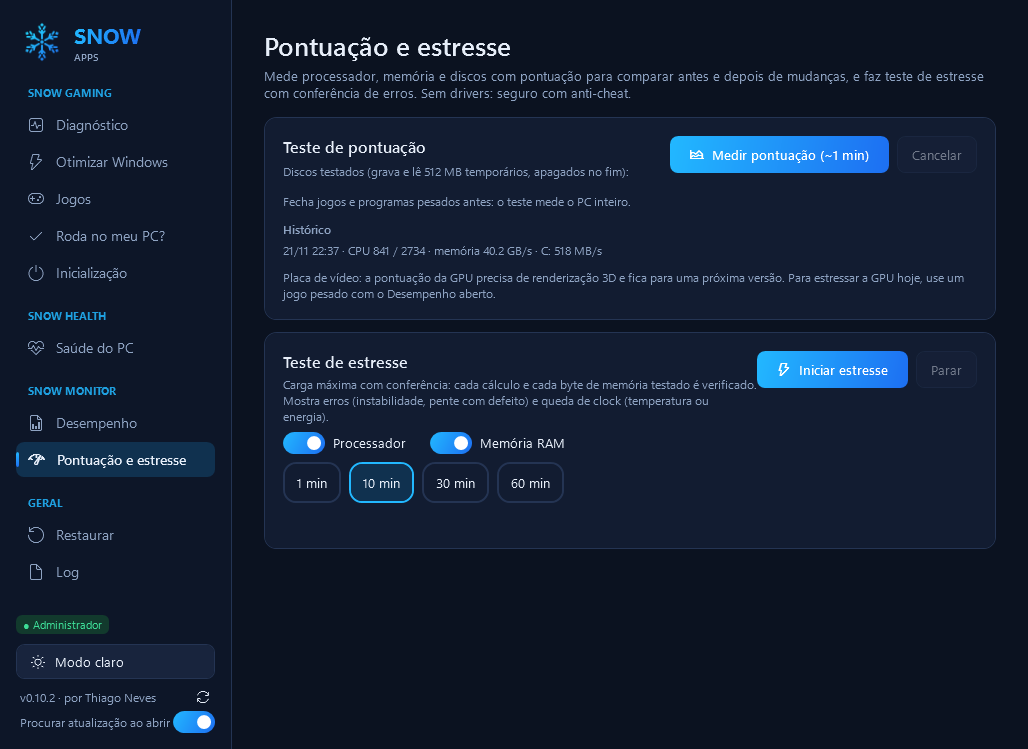 SNOW
APPS
SNOW GAMING
Diagnóstico
Otimizar Windows
Jogos
Roda no meu PC?
Inicialização
SNOW HEALTH
Saúde do PC
SNOW MONITOR
Desempenho
Pontuação e estresse
GERAL
Restaurar
Log
Administrador
Modo claro
v0.10.2 · por Thiago Neves
Procurar atualização ao abrir
Pontuação e estresse
Mede processador, memória e discos com pontuação para comparar antes e depois de mudanças, e faz teste de estresse
com conferência de erros. Sem drivers: seguro com anti-cheat.
Teste de pontuação
Medir pontuação (~1 min)
Cancelar
Discos testados (grava e lê 512 MB temporários, apagados no fim):
Fecha jogos e programas pesados antes: o teste mede o PC inteiro.
Histórico
21/11 22:37 · CPU 841 / 2734 · memória 40.2 GB/s · C: 518 MB/s
Placa de vídeo: a pontuação da GPU precisa de renderização 3D e fica para uma próxima versão. Para estressar a GPU hoje, use um
jogo pesado com o Desempenho aberto.
Teste de estresse
Iniciar estresse
Parar
Carga máxima com conferência: cada cálculo e cada byte de memória testado é verificado.
Mostra erros (instabilidade, pente com defeito) e queda de clock (temperatura ou
energia).
Processador
Memória RAM
1 min
10 min
30 min
60 min